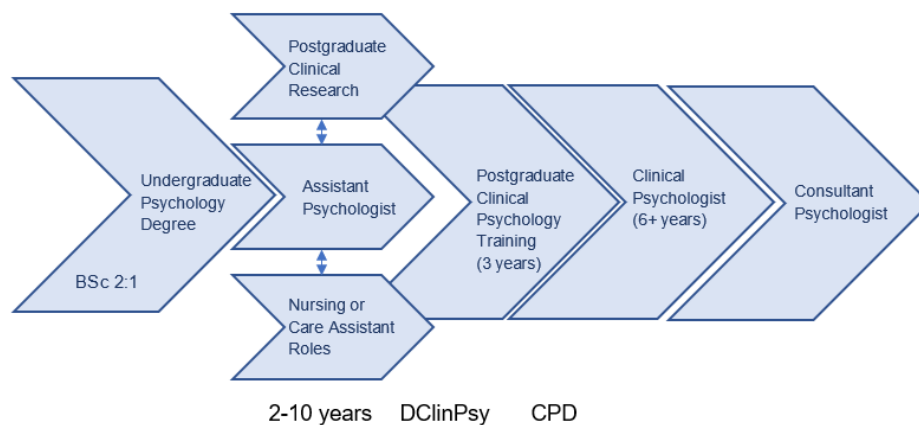 Undergraduate
Psychology
Degree
BSc 2:1
Postgraduate
Clinical
Research
Assistant
Psychologist
Nursing or
Care Assistant
Roles
Postgraduate
Clinical
Psychology
Training
(3 years)
Clinical
Psychologist
(6+ years)
Consultant
Psychologist
2-10 years DClinPsy CPD